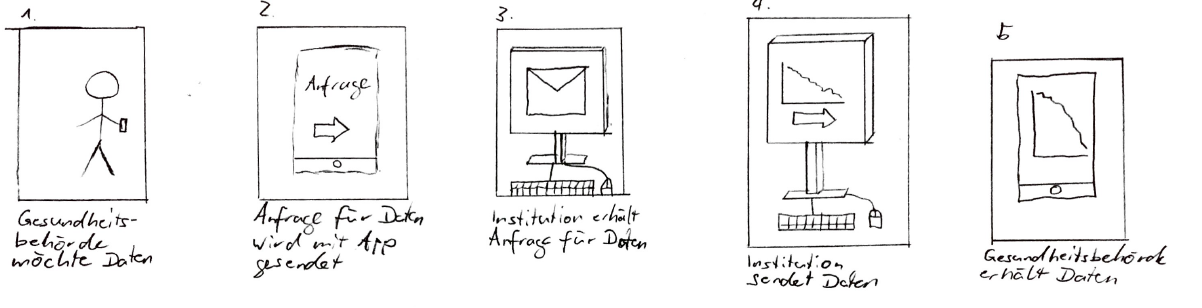 1.
Gesundheits-
behörde
möchte Daten
2.
Anfrage
Anfrage für Daten
wird mit App
gesendet
3.
Institution erhält
Anfrage für Daten
4.
Institution
sendet Daten
5
Gesundheitsbehörde
erhält Daten